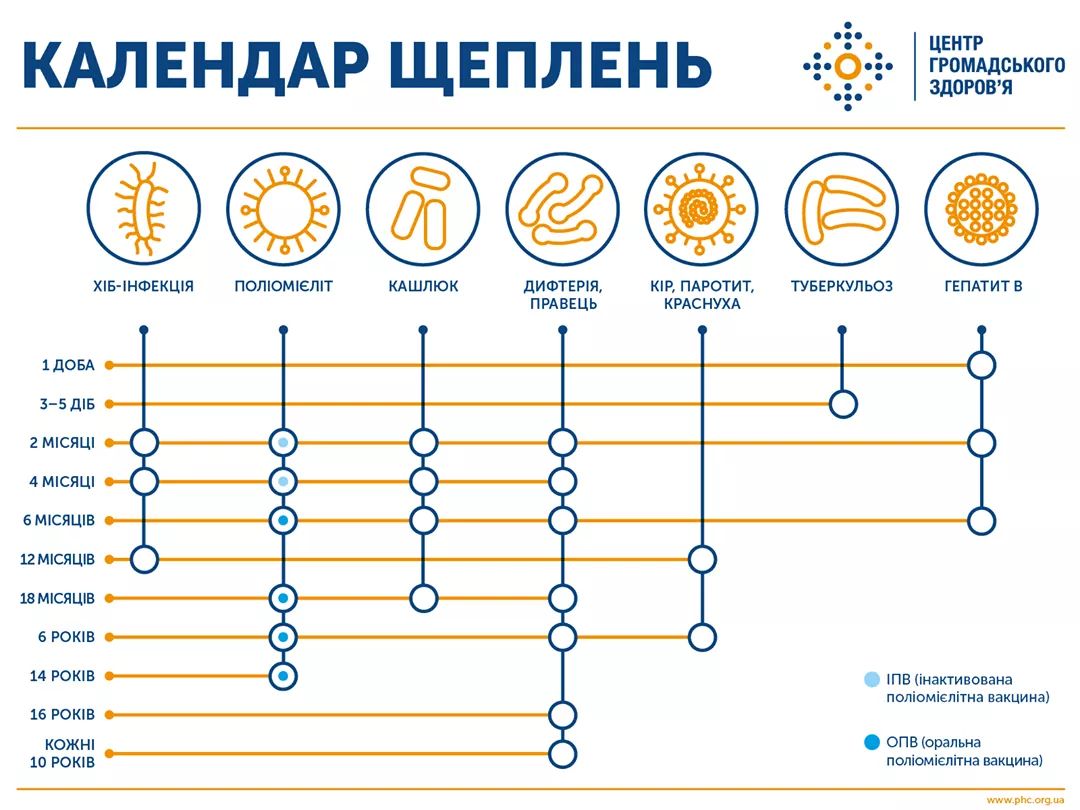 КАЛЕНДАР ЩЕПЛЕНЬ
ЦЕНТР
ГРОМАДСЬКОГО
ЗДОРОВ'Я
ХІБ-ІНФЕКЦІЯ
ПОЛІОМІЄЛІТ
КАШЛЮК
ДИФТЕРІЯ,
ПРАВЕЦЬ
КІР, ПАРОТИТ,
КРАСНУХА
ТУБЕРКУЛЬОЗ
ГЕПАТИТ В
1 ДОБА
3–5 ДІБ
2 МІСЯЦІ
4 МІСЯЦІ
6 МІСЯЦІВ
12 МІСЯЦІВ
18 МІСЯЦІВ
6 РОКІВ
14 РОКІВ
16 РОКІВ
КОЖНІ
10 РОКІВ
ІПВ (інактивована
поліомієлітна вакцина)
ОПВ (оральна
поліомієлітна вакцина)
www.phc.org.ua